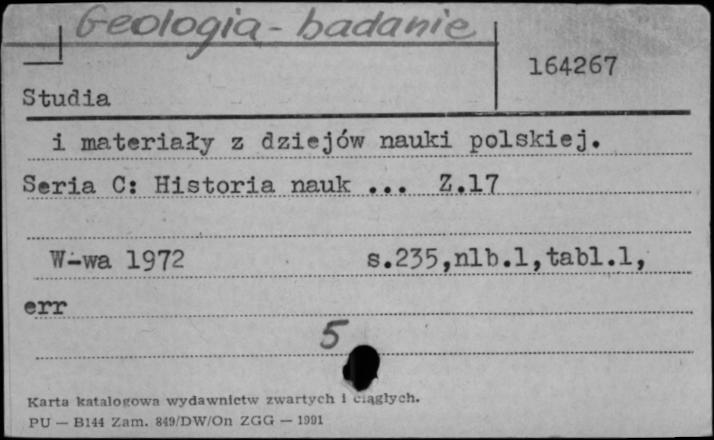 Geologia - badanie
164267
Studia
i materiały z dziejów nauki polskiej.
Seria C: Historia nauk ... Z.17
W-wa 1972 s.235,nlb.1,tabl.1,
err
5
Karta katalogowa wydawnictw zwartych i ciągłych.
PU — B144 Zam. 849/DW/On ZGG — 1991